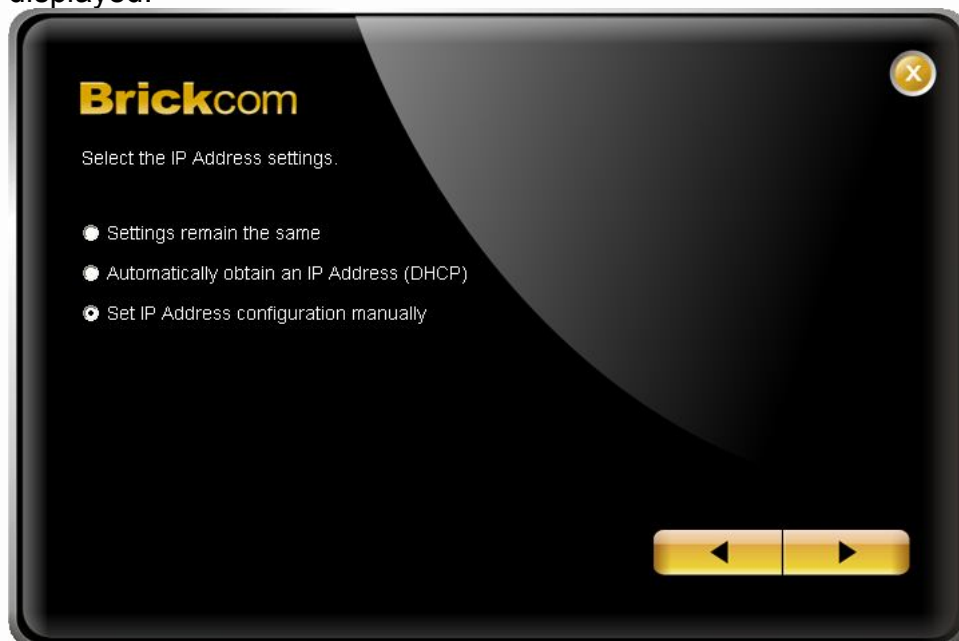 displayed.
Brickcom
Select the IP Address settings.
Settings remain the same
Automatically obtain an IP Address (DHCP)
Set IP Address configuration manually
X